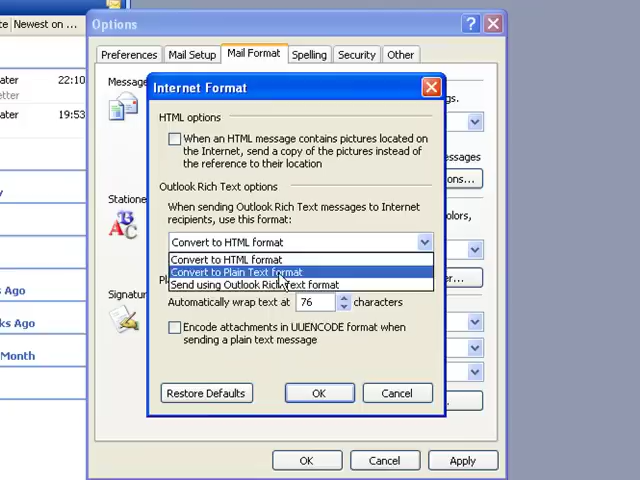 te Newest on ...
Options
Preferences Mail Setup Mail Format Spelling Security Other
ater 22:10
etter
ater 19:53
Message
gs.
Internet Format
HTML options
When an HTML message contains pictures located on
the Internet, send a copy of the pictures instead of
the reference to their location
ssages
ons...
Outlook Rich Text options
Statione
When sending Outlook Rich Text messages to Internet
recipients, use this format:
olors,
Convert to HTML format
Convert to HTML format
Convert to Plain Text format
Send using Outlook Rich Text format
er...
s Ago
Signatur
Automatically wrap text at 76 characters
ks Ago
Encode attachments in UUENCODE format when
sending a plain text message
Month
Restore Defaults OK Cancel
OK Cancel Apply